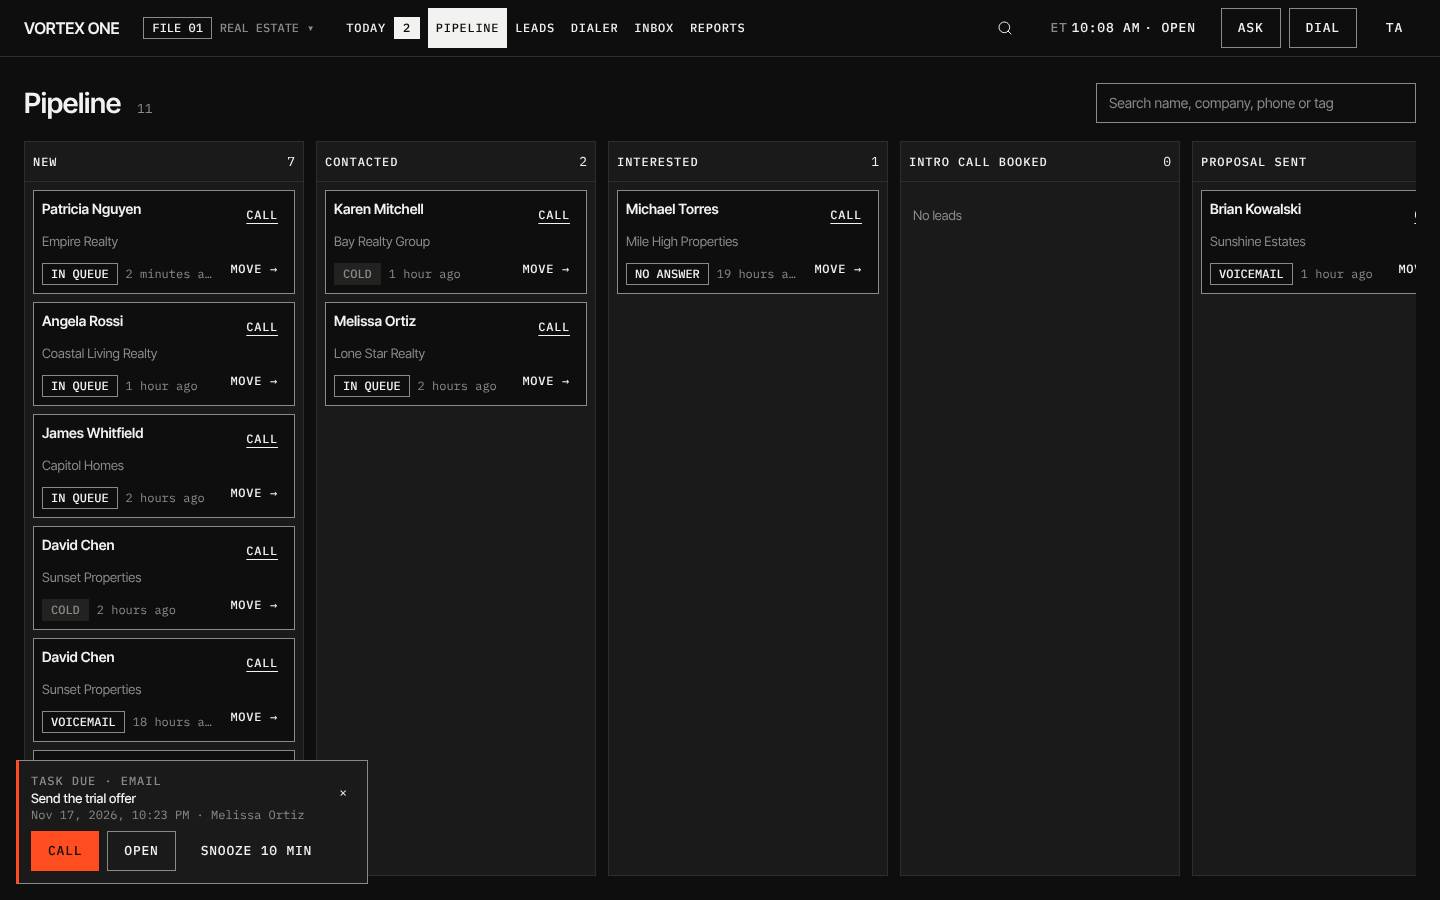 VORTEX ONE FILE 01 REAL ESTATE ▾ TODAY 2 PIPELINE LEADS DIALER INBOX REPORTS ET 10:08 AM · OPEN ASK DIAL TA
Pipeline 11
Search name, company, phone or tag
NEW 7
Patricia Nguyen
CALL
Empire Realty
IN QUEUE 2 minutes a… MOVE →
Angela Rossi
CALL
Coastal Living Realty
IN QUEUE 1 hour ago MOVE →
James Whitfield
CALL
Capitol Homes
IN QUEUE 2 hours ago MOVE →
David Chen
CALL
Sunset Properties
COLD 2 hours ago MOVE →
David Chen
CALL
Sunset Properties
VOICEMAIL 18 hours a… MOVE →
CONTACTED 2
Karen Mitchell
CALL
Bay Realty Group
COLD 1 hour ago MOVE →
Melissa Ortiz
CALL
Lone Star Realty
IN QUEUE 2 hours ago MOVE →
INTERESTED 1
Michael Torres
CALL
Mile High Properties
NO ANSWER 19 hours a… MOVE →
INTRO CALL BOOKED 0
No leads
PROPOSAL SENT
Brian Kowalski
Sunshine Estates
VOICEMAIL 1 hour ago
TASK DUE · EMAIL
×
Send the trial offer
Nov 17, 2026, 10:23 PM · Melissa Ortiz
CALL OPEN SNOOZE 10 MIN